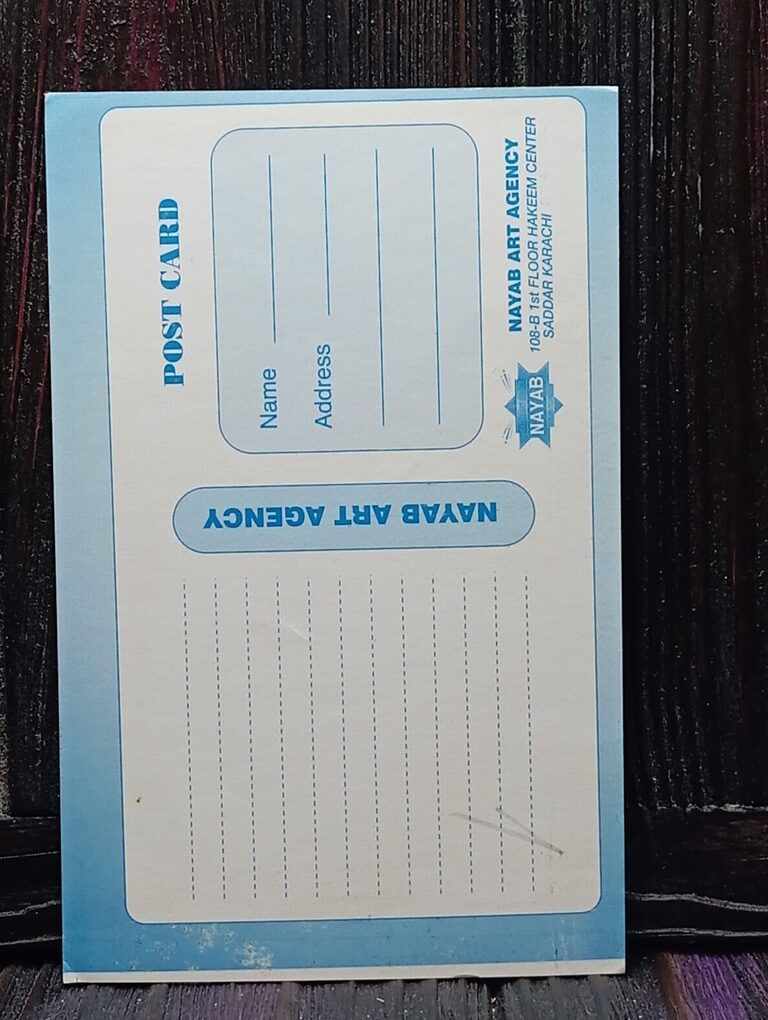 POST CARD
Name
Address
NAYAB ART AGENCY
NAYAB
NAYAB ART AGENCY
108-B 1st FLOOR HAKEEM CENTER
SADDAR KARACHI